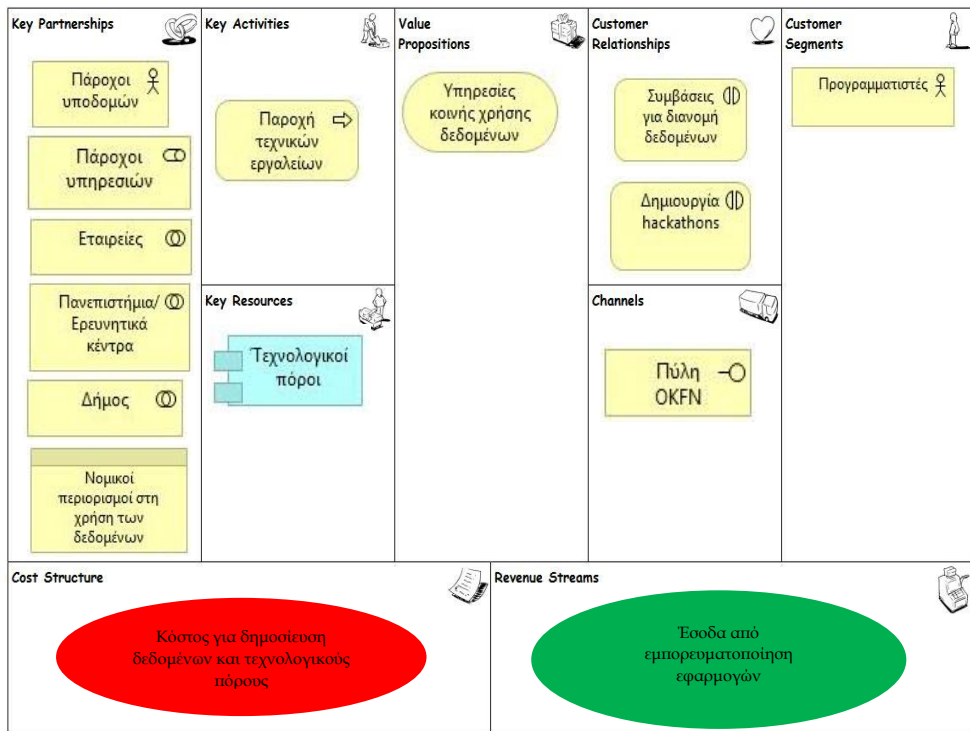 Key Partnerships
Πάροχοι
υποδομών
Πάροχοι
υπηρεσιών
Εταιρείες
Πανεπιστήμια/
Ερευνητικά
κέντρα
Δήμος
Νομικοί
περιορισμοί στη
χρήση των
δεδομένων
Key Activities
Παροχή
τεχνικών
εργαλείων
Key Resources
Τεχνολογικοί
πόροι
Value
Propositions
Υπηρεσίες
κοινής χρήσης
δεδομένων
Customer
Relationships
Συμβάσεις
για διανομή
δεδομένων
Δημιουργία
hackathons
Channels
Πύλη
OKFN
Customer
Segments
Προγραμματιστές
Cost Structure
Κόστος για δημοσίευση
δεδομένων και τεχνολογικούς
πόρους
Revenue Streams
Έσοδα από
εμπορευματοποίηση
εφαρμογών